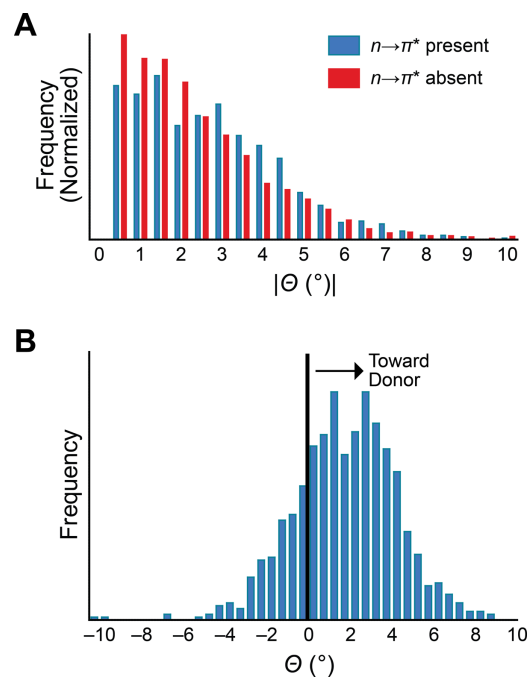 A
n→π* present
n→π* absent
Frequency
(Normalized)
0 1 2 3 4 5 6 7 8 9 10
|Θ (°)|
B
Toward
Donor
Frequency
–10 –8 –6 –4 –2 0 2 4 6 8 10
Θ (°)